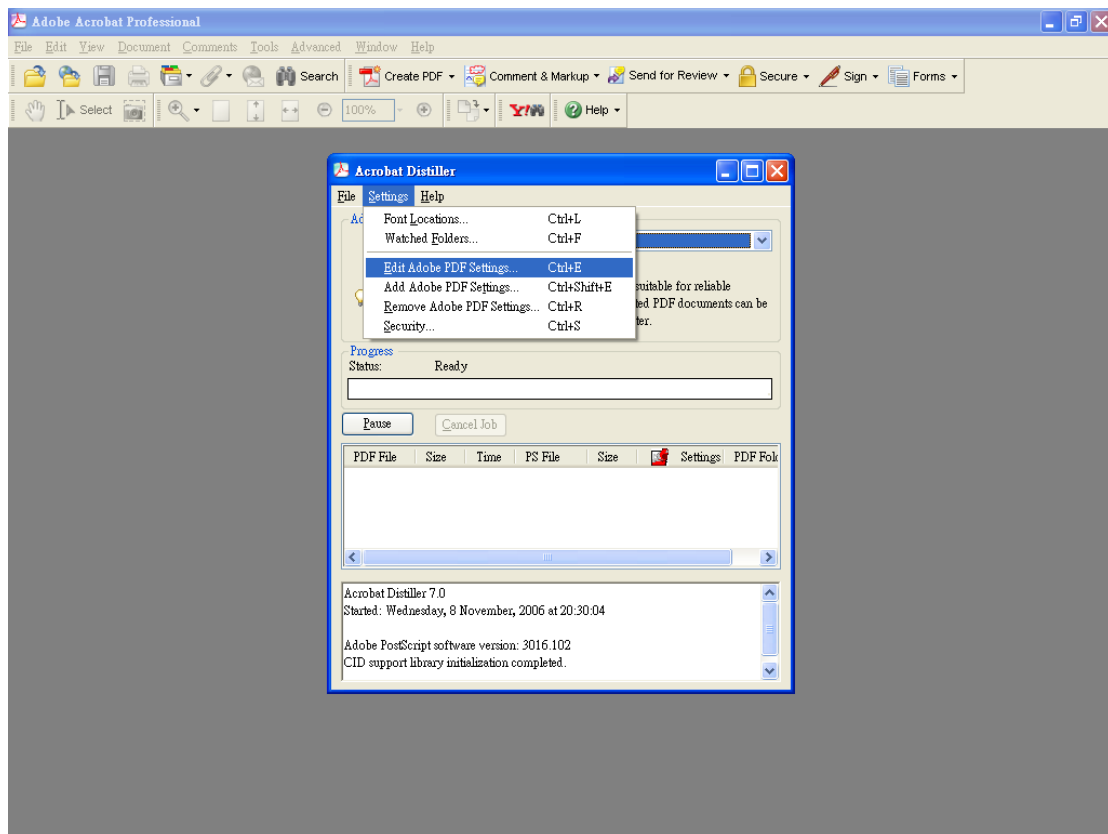 Adobe Acrobat Professional
File Edit View Document Comments Tools Advanced Window Help
Search Create PDF Comment & Markup Send for Review Secure Sign Forms
Select 100% Y! Help
Acrobat Distiller
File Settings Help
Font Locations... Ctrl+L
Watched Folders... Ctrl+F
Edit Adobe PDF Settings... Ctrl+E
Add Adobe PDF Settings... Ctrl+Shift+E suitable for reliable
Remove Adobe PDF Settings... Ctrl+R ted PDF documents can be
Security... Ctrl+S ter.
Progress
Status: Ready
Pause Cancel Job
PDF File Size Time PS File Size Settings PDF Fol
Acrobat Distiller 7.0
Started: Wednesday, 8 November, 2006 at 20:30:04
Adobe PostScript software version: 3016.102
CID support library initialization completed.